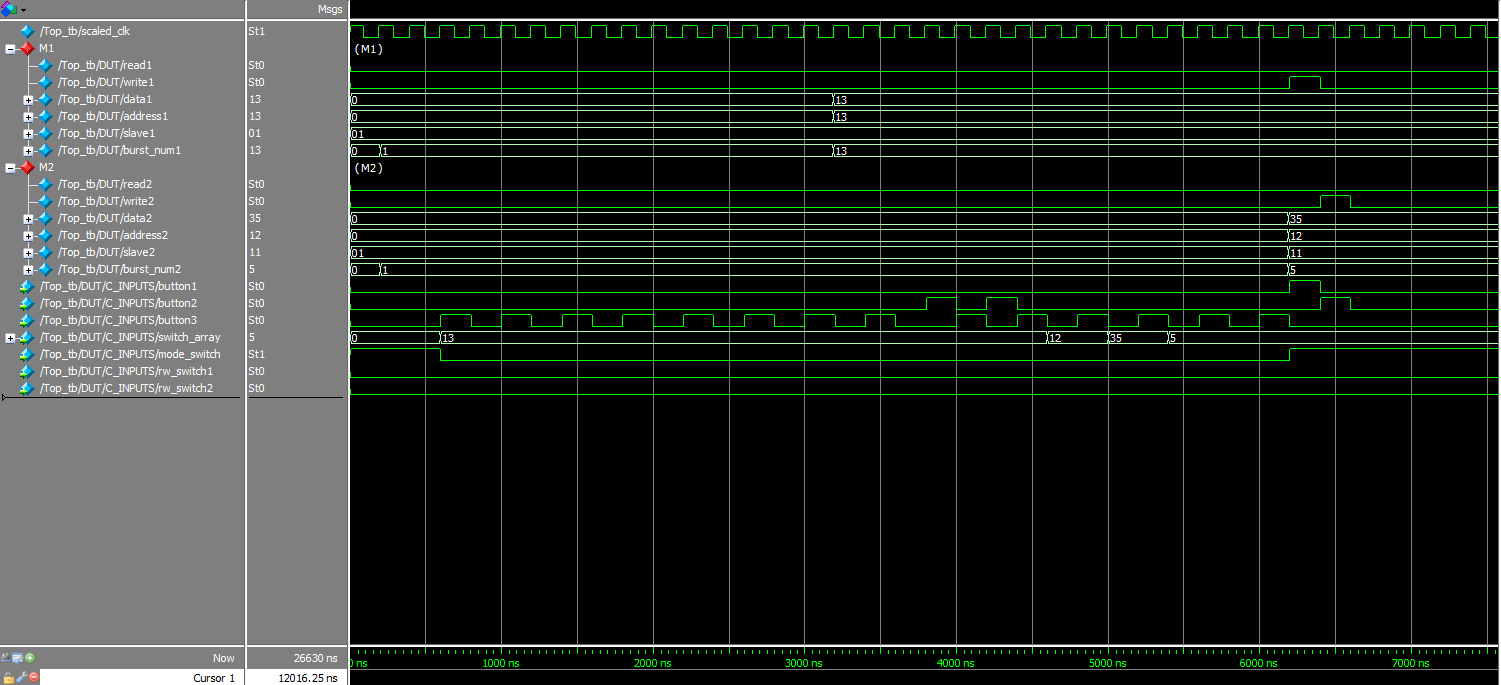 Msgs
/Top_tb/scaled_clk St1
M1 (M1)
/Top_tb/DUT/read1 St0
/Top_tb/DUT/write1 St0
/Top_tb/DUT/data1 13 0 13
/Top_tb/DUT/address1 13 0 13
/Top_tb/DUT/slave1 01 01
/Top_tb/DUT/burst_num1 13 0 1 13
M2 (M2)
/Top_tb/DUT/read2 St0
/Top_tb/DUT/write2 St0
/Top_tb/DUT/data2 35 0 35
/Top_tb/DUT/address2 12 0 12
/Top_tb/DUT/slave2 11 01 11
/Top_tb/DUT/burst_num2 5 0 1 5
/Top_tb/DUT/C_INPUTS/button1 St0
/Top_tb/DUT/C_INPUTS/button2 St0
/Top_tb/DUT/C_INPUTS/button3 St0
/Top_tb/DUT/C_INPUTS/switch_array 5 0 13 12 35 5
/Top_tb/DUT/C_INPUTS/mode_switch St1
/Top_tb/DUT/C_INPUTS/rw_switch1 St0
/Top_tb/DUT/C_INPUTS/rw_switch2 St0
Now 26630 ns ns 1000 ns 2000 ns 3000 ns 4000 ns 5000 ns 6000 ns 7000 ns
Cursor 1 12016.25 ns